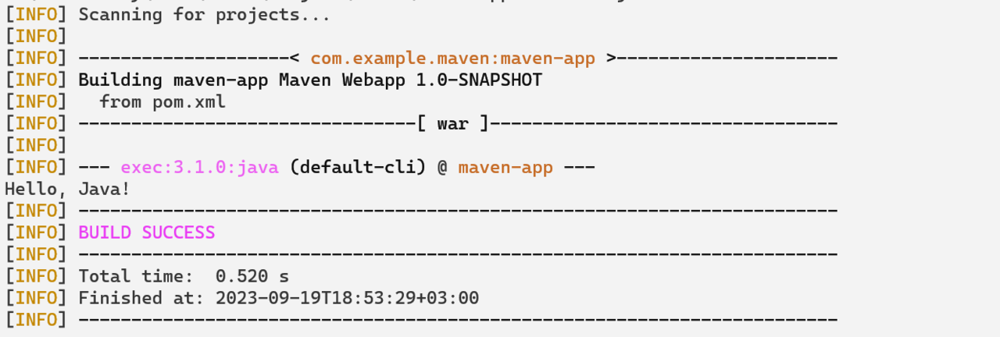 [INFO] Scanning for projects...
[INFO]
[INFO] --------------------< com.example.maven:maven-app >---------------------
[INFO] Building maven-app Maven Webapp 1.0-SNAPSHOT
[INFO]   from pom.xml
[INFO] --------------------------------[ war ]---------------------------------
[INFO]
[INFO] --- exec:3.1.0:java (default-cli) @ maven-app ---
Hello, Java!
[INFO] ------------------------------------------------------------------------
[INFO] BUILD SUCCESS
[INFO] ------------------------------------------------------------------------
[INFO] Total time:  0.520 s
[INFO] Finished at: 2023-09-19T18:53:29+03:00
[INFO] ------------------------------------------------------------------------